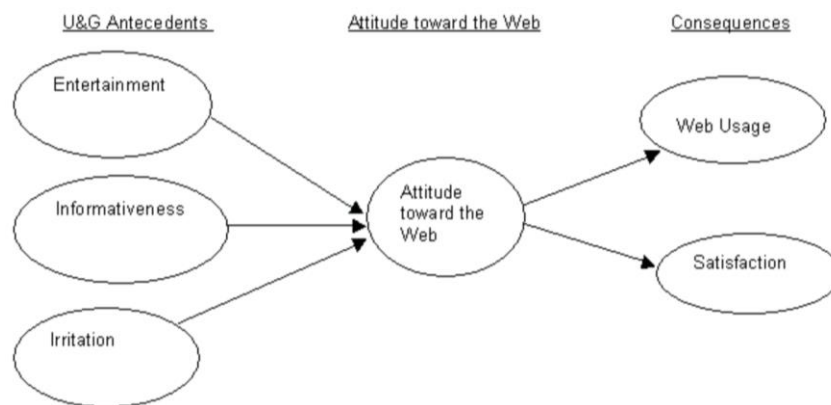 U&G Antecedents
Attitude toward the Web
Consequences
Entertainment
Informativeness
Irritation
Attitude
toward the
Web
Web Usage
Satisfaction